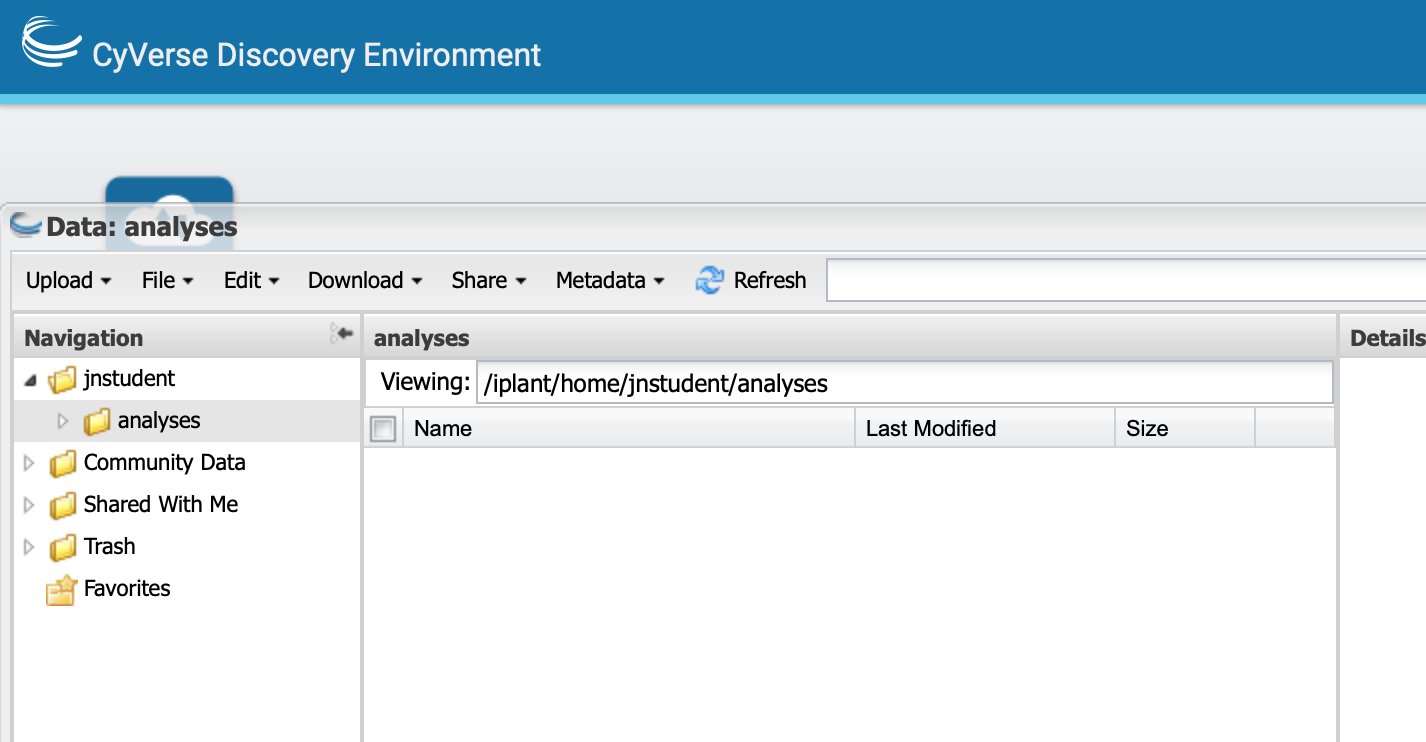 CyVerse Discovery Environment
Data: analyses
Upload File Edit Download Share Metadata Refresh
Navigation
jnstudent
analyses
Community Data
Shared With Me
Trash
Favorites
analyses
Viewing: /iplant/home/jnstudent/analyses
Name Last Modified Size
Details